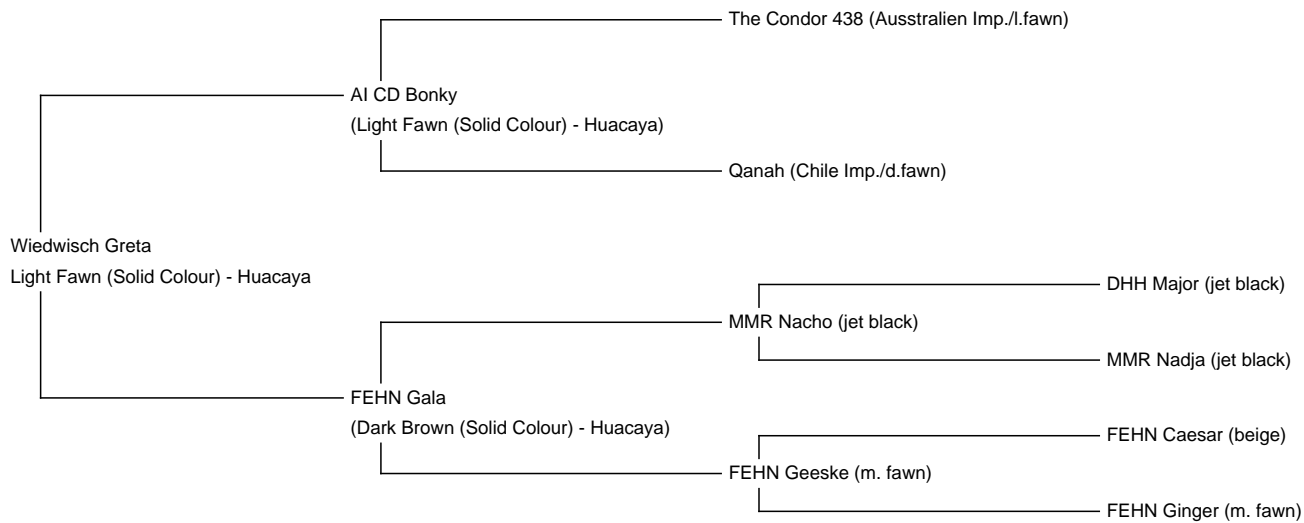 The Condor 438 (Ausstralien Imp./l.fawn)
AI CD Bonky
(Light Fawn (Solid Colour) - Huacaya)
Qanah (Chile Imp./d.fawn)
Wiedwisch Greta
Light Fawn (Solid Colour) - Huacaya
DHH Major (jet black)
MMR Nacho (jet black)
MMR Nadja (jet black)
FEHN Gala
(Dark Brown (Solid Colour) - Huacaya)
FEHN Caesar (beige)
FEHN Geeske (m. fawn)
FEHN Ginger (m. fawn)